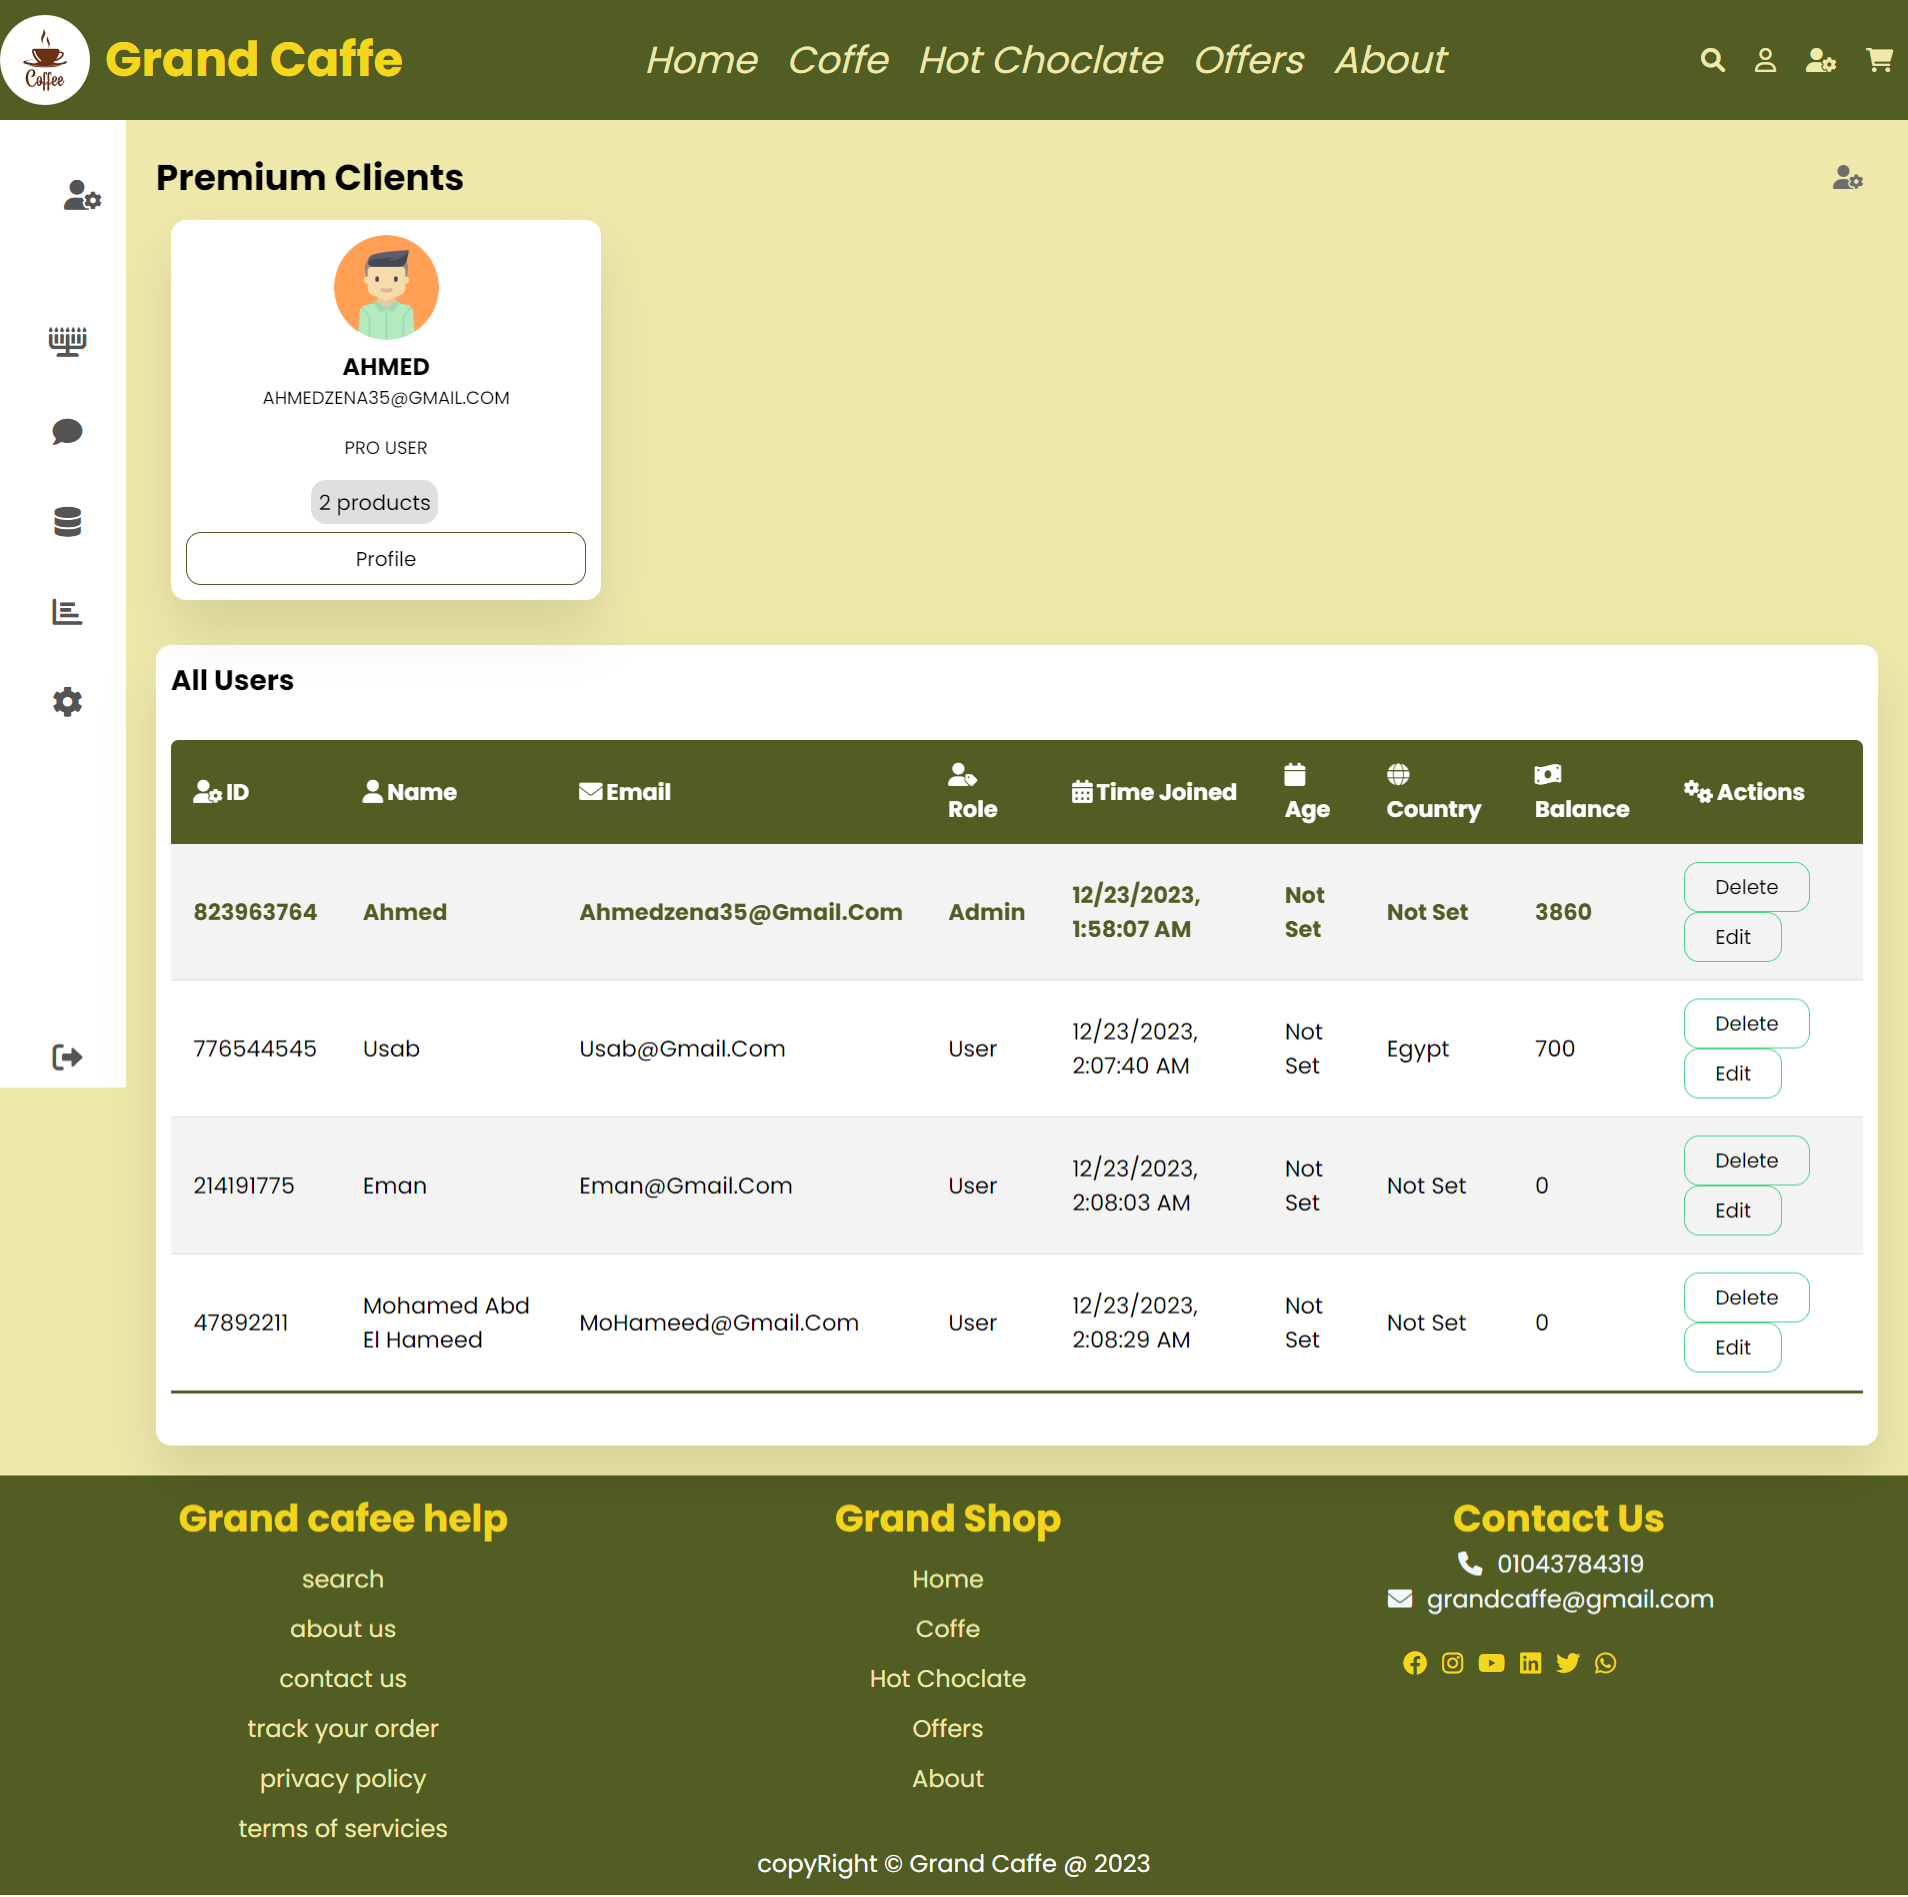 Coffee
Grand Caffe
Home Coffe Hot Choclate Offers About
Premium Clients
AHMED
AHMEDZENA35@GMAIL.COM
PRO USER
2 products
Profile
All Users
ID Name Email Role Time Joined Age Country Balance Actions
823963764 Ahmed Ahmedzena35@Gmail.Com Admin 12/23/2023, 1:58:07 AM Not Set Not Set 3860 Delete Edit
776544545 Usab Usab@Gmail.Com User 12/23/2023, 2:07:40 AM Not Set Egypt 700 Delete Edit
214191775 Eman Eman@Gmail.Com User 12/23/2023, 2:08:03 AM Not Set Not Set 0 Delete Edit
47892211 Mohamed Abd El Hameed MoHameed@Gmail.Com User 12/23/2023, 2:08:29 AM Not Set Not Set 0 Delete Edit
Grand cafee help
search
about us
contact us
track your order
privacy policy
terms of servicies
Grand Shop
Home
Coffe
Hot Choclate
Offers
About
Contact Us
01043784319
grandcaffe@gmail.com
copyRight © Grand Caffe @ 2023